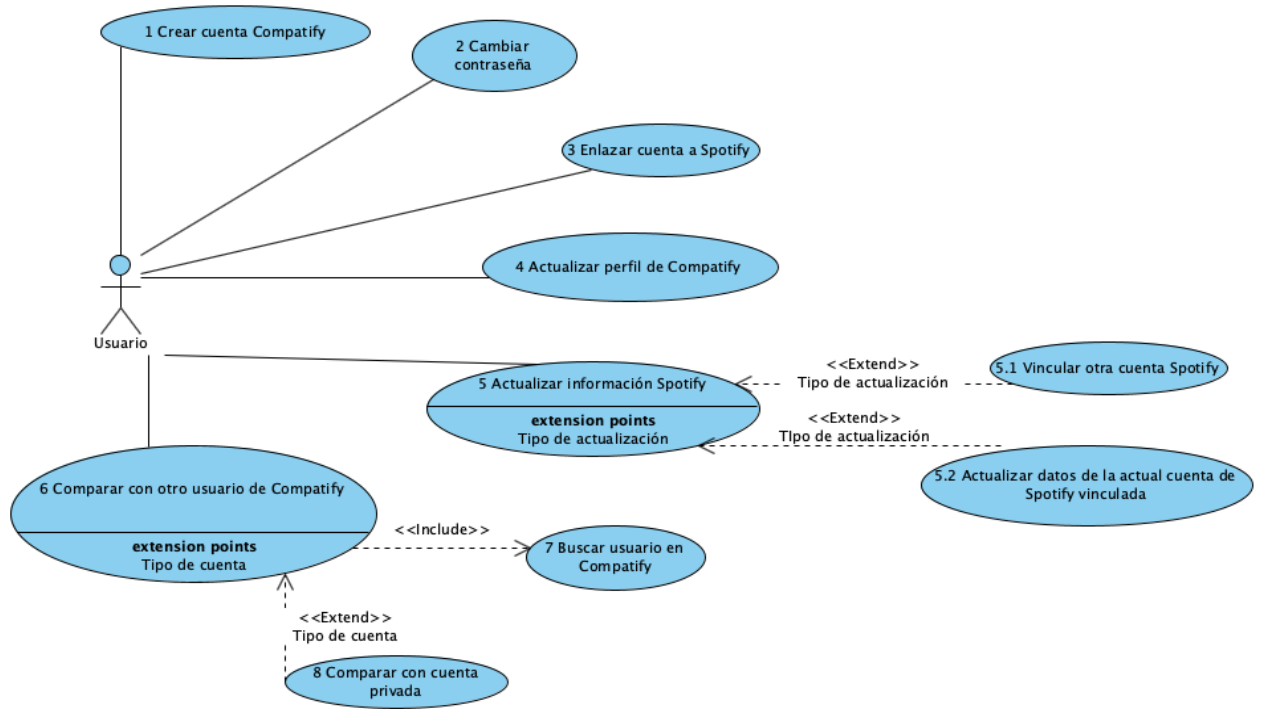 1 Crear cuenta Compatify
2 Cambiar
contraseña
3 Enlazar cuenta a Spotify
4 Actualizar perfil de Compatify
Usuario
5 Actualizar información Spotify
extension points
Tipo de actualización
<<Extend>>
Tipo de actualización
5.1 Vincular otra cuenta Spotify
<<Extend>>
TIpo de actualización
5.2 Actualizar datos de la actual cuenta de
Spotify vinculada
6 Comparar con otro usuario de Compatify
extension points
Tipo de cuenta
<<Include>>
7 Buscar usuario en
Compatify
<<Extend>>
Tipo de cuenta
8 Comparar con cuenta
privada